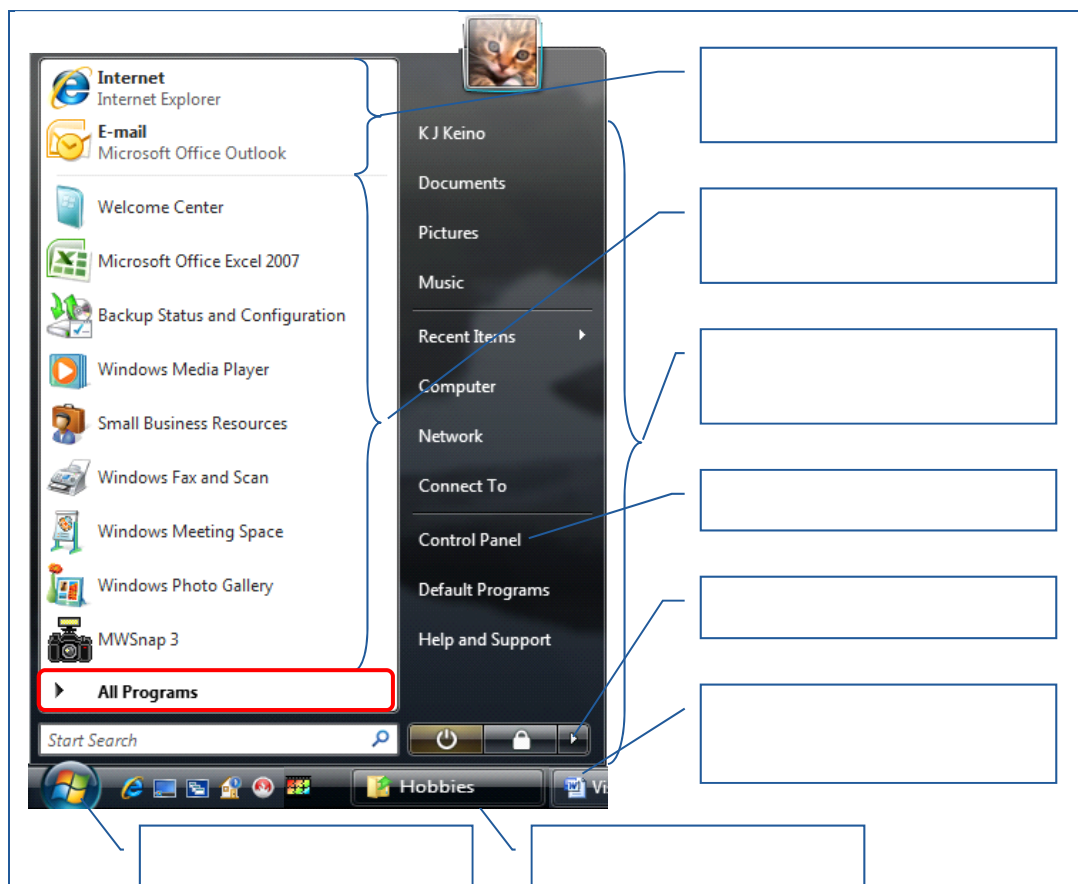 Internet
Internet Explorer
E-mail
Microsoft Office Outlook
Welcome Center
Microsoft Office Excel 2007
Backup Status and Configuration
Windows Media Player
Small Business Resources
Windows Fax and Scan
Windows Meeting Space
Windows Photo Gallery
MWSnap 3
All Programs
Start Search
K J Keino
Documents
Pictures
Music
Recent Items
Computer
Network
Connect To
Control Panel
Default Programs
Help and Support
Hobbies